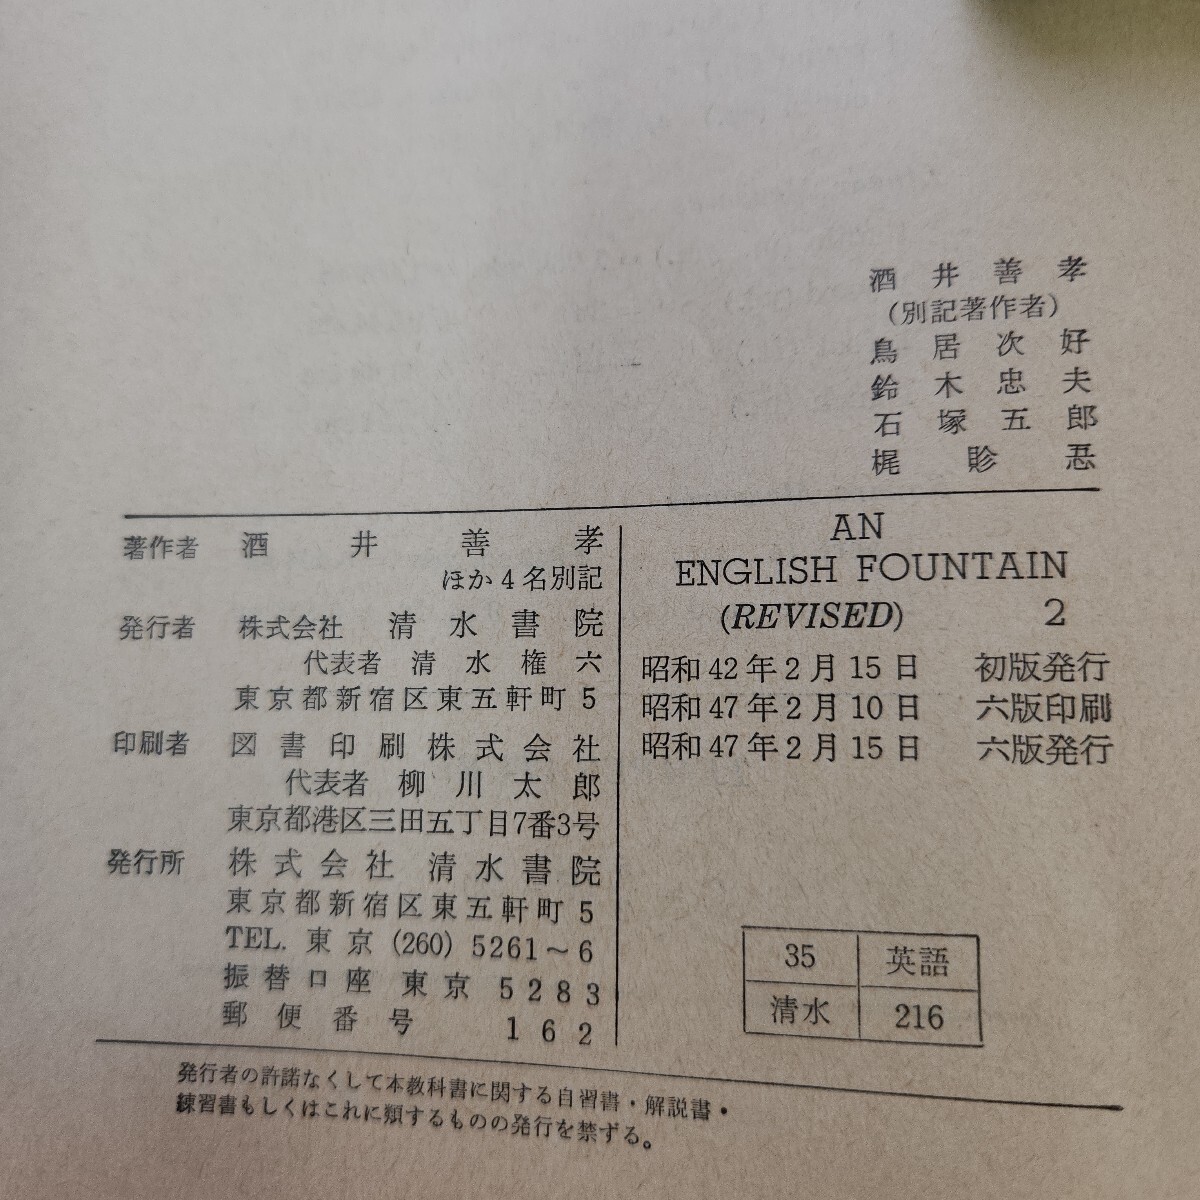 酒井善孝
（別記著作者）
鳥居次好
鈴木忠夫
石塚五郎
梶 畛 忍
著作者 酒井善孝
ほか4名別記
発行者 株式会社 清水書院
代表者 清水権六
東京都新宿区東五軒町5
印刷者 図書印刷株式会社
代表者 柳川太郎
東京都港区三田五丁目7番3号
発行所 株式会社 清水書院
東京都新宿区東五軒町5
TEL. 東京 (260) 5261～6
振替口座 東京 5283
郵便番号 162
AN
ENGLISH FOUNTAIN
(REVISED) 2
昭和42年2月15日 初版発行
昭和47年2月10日 六版印刷
昭和47年2月15日 六版発行
35 英語
清水 216
発行者の許諾なくして本教科書に関する自習書・解説書・
練習書もしくはこれに類するものの発行を禁ずる。